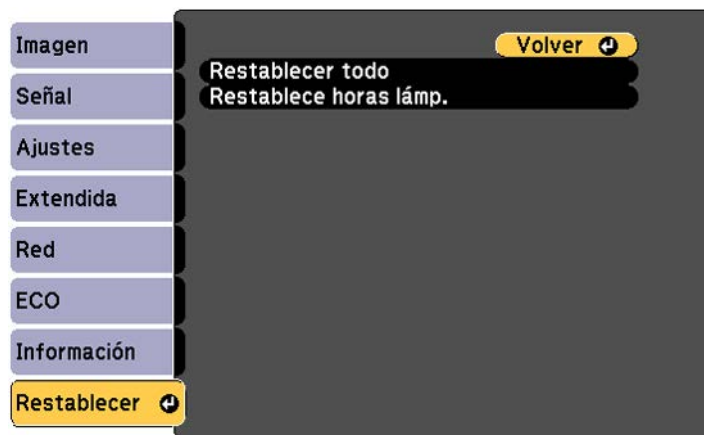 Imagen
Señal
Ajustes
Extendida
Red
ECO
Información
Restablecer
Volver
Restablecer todo
Restablece horas lámp.